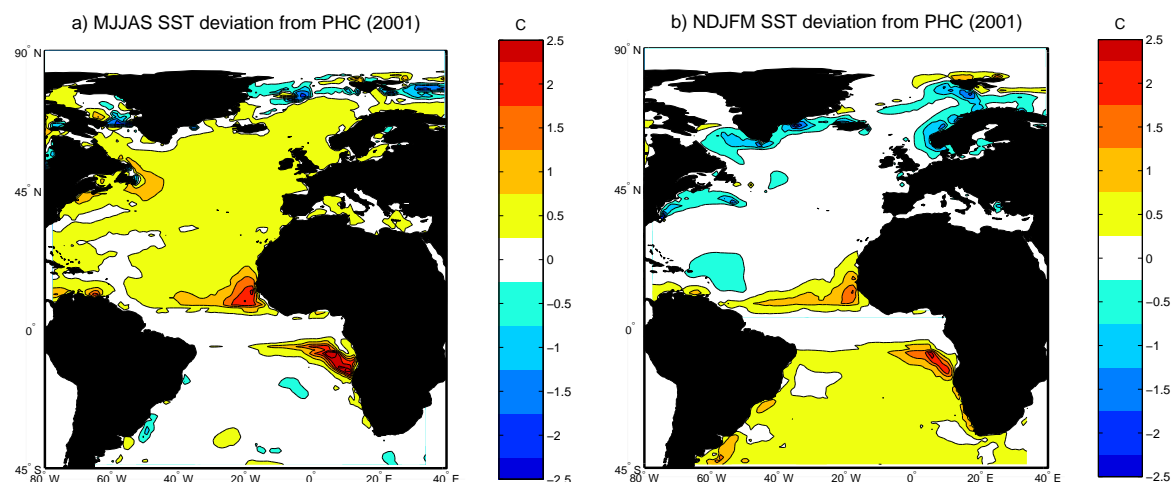 a) MJJAS SST deviation from PHC (2001)
C
90° N
45° N
0°
45° S
80° W
60° W
40° W
20° W
0°
20° E
40° E
2.5
2
1.5
1
0.5
0
−0.5
−1
−1.5
−2
−2.5
b) NDJFM SST deviation from PHC (2001)
C
90° N
45° N
0°
45° S
80° W
60° W
40° W
20° W
0°
20° E
40° E
2.5
2
1.5
1
0.5
0
−0.5
−1
−1.5
−2
−2.5